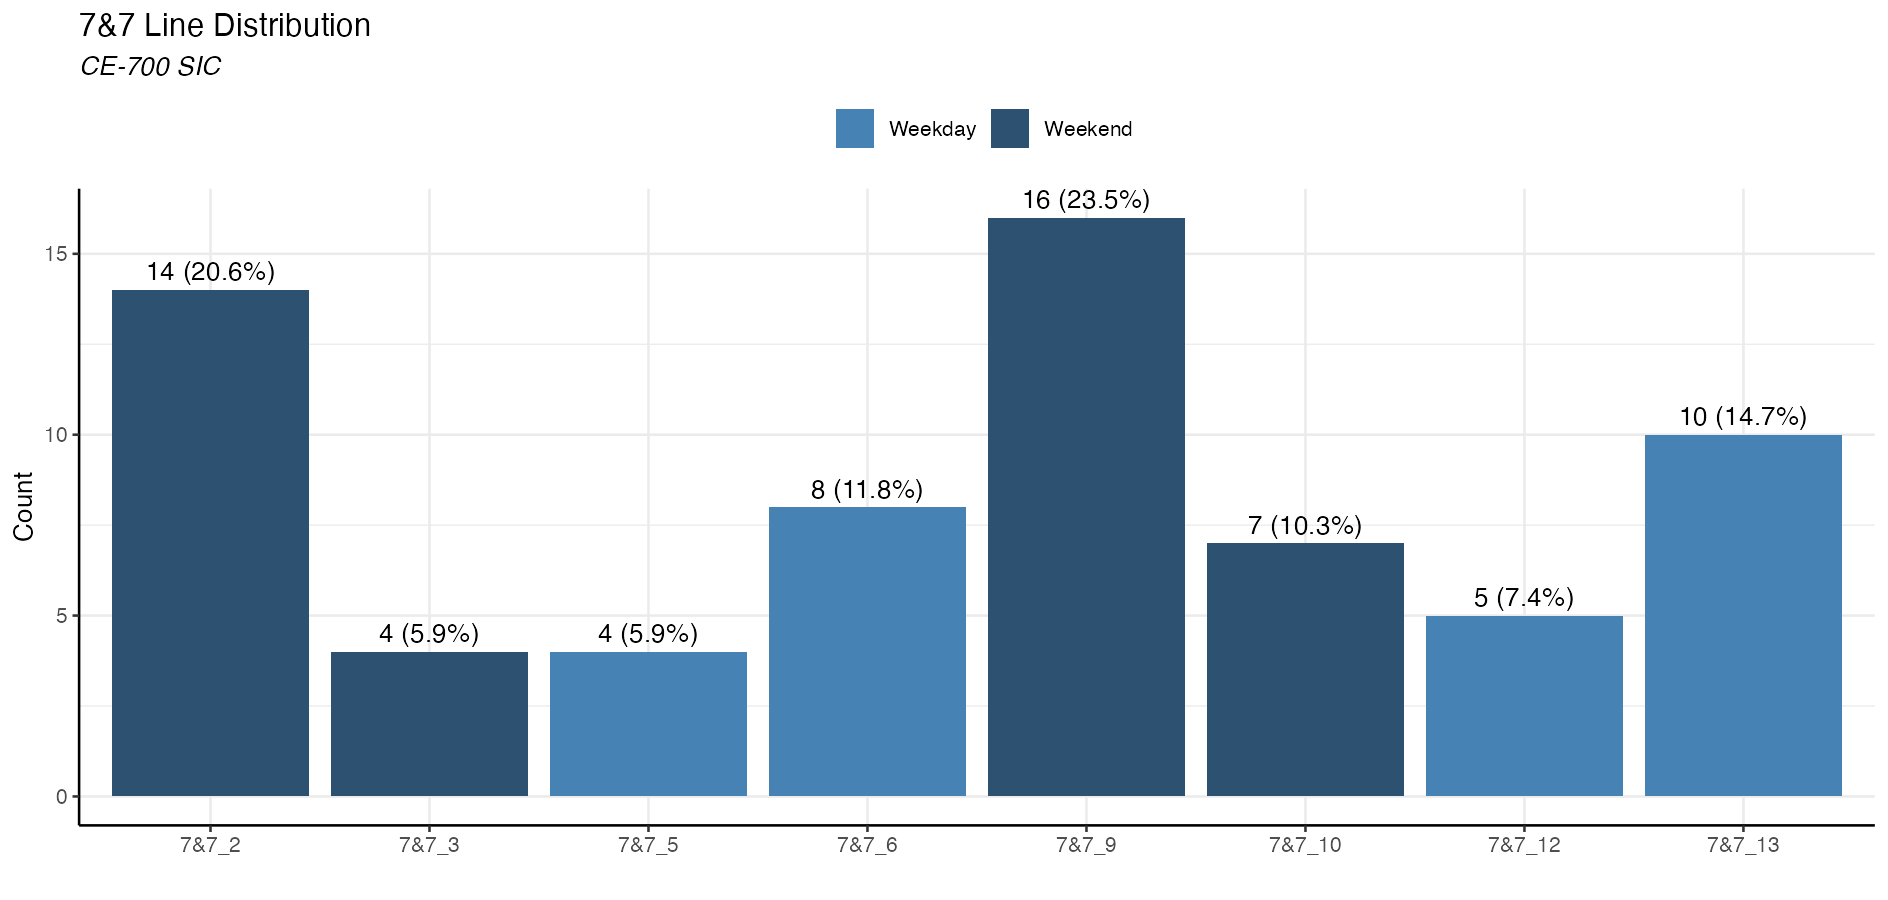 7&7 Line Distribution
CE-700 SIC
Weekday Weekend
Count
15
10
5
0
14 (20.6%)
4 (5.9%)
4 (5.9%)
8 (11.8%)
16 (23.5%)
7 (10.3%)
5 (7.4%)
10 (14.7%)
7&7_2 7&7_3 7&7_5 7&7_6 7&7_9 7&7_10 7&7_12 7&7_13